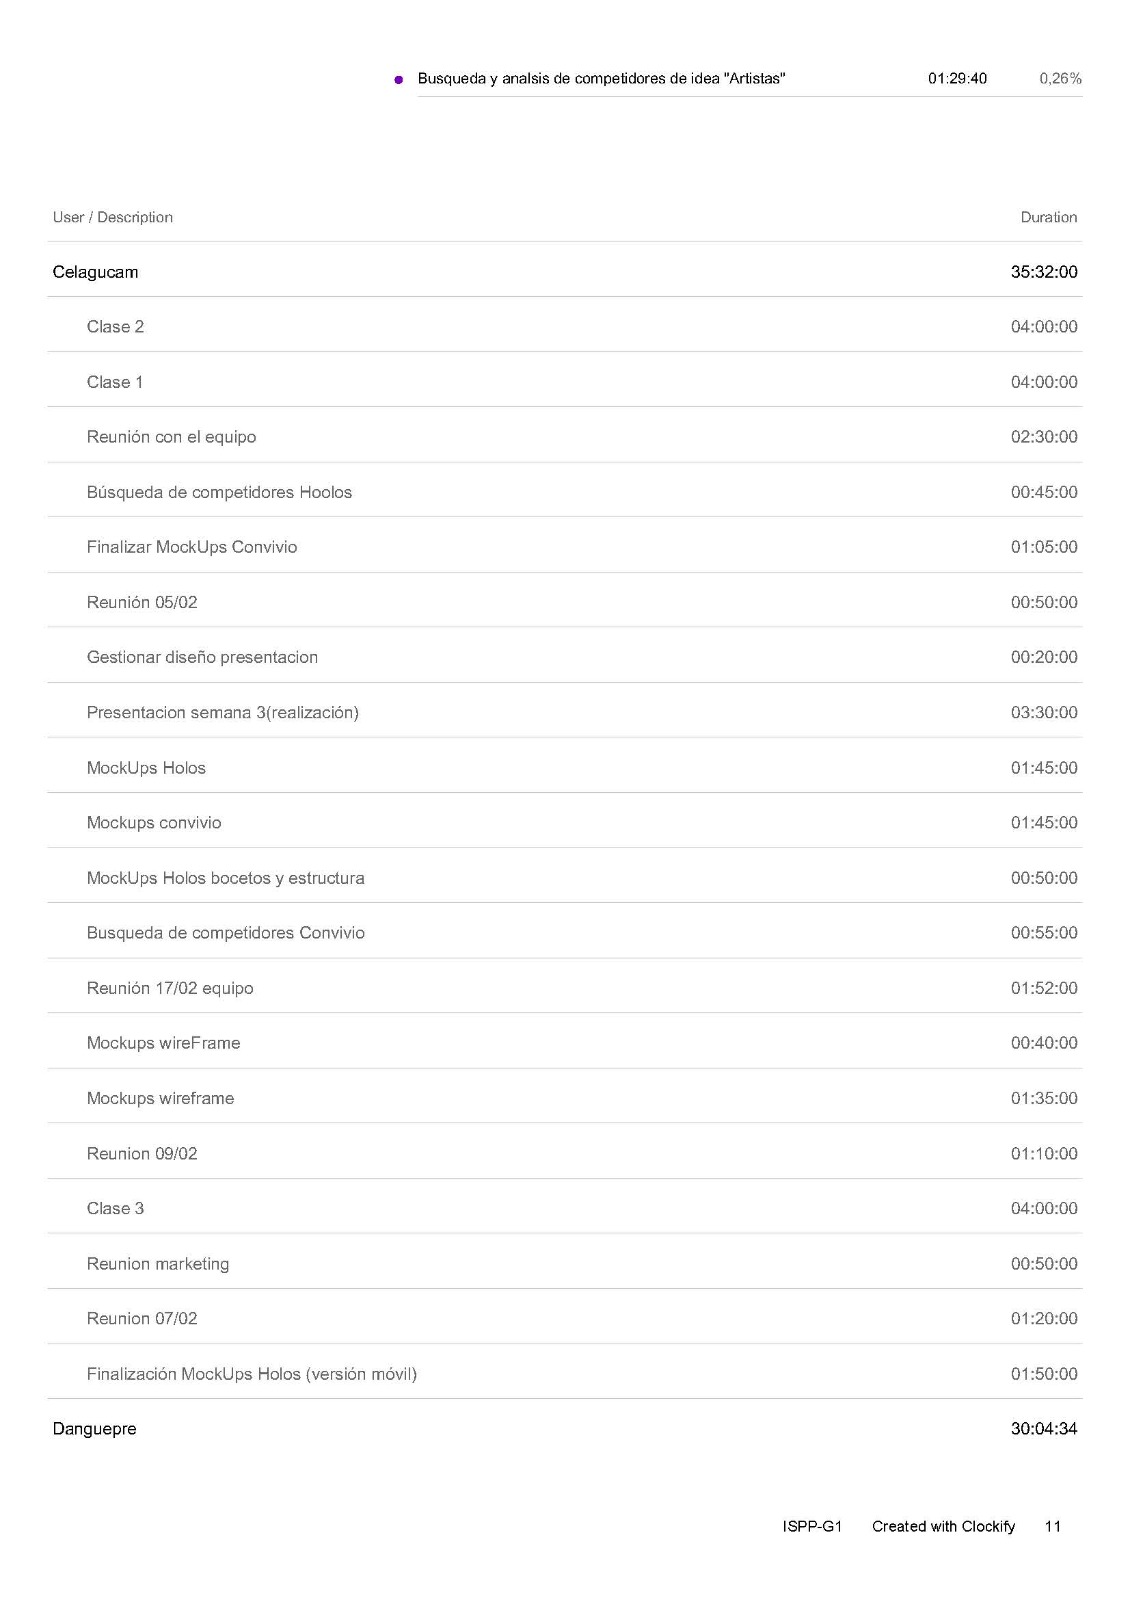 Busqueda y analsis de competidores de idea "Artistas" 01:29:40 0,26%
User / Description Duration
Celagucam 35:32:00
Clase 2 04:00:00
Clase 1 04:00:00
Reunión con el equipo 02:30:00
Búsqueda de competidores Hoolos 00:45:00
Finalizar MockUps Convivio 01:05:00
Reunión 05/02 00:50:00
Gestionar diseño presentacion 00:20:00
Presentacion semana 3(realización) 03:30:00
MockUps Holos 01:45:00
Mockups convivio 01:45:00
MockUps Holos bocetos y estructura 00:50:00
Busqueda de competidores Convivio 00:55:00
Reunión 17/02 equipo 01:52:00
Mockups wireFrame 00:40:00
Mockups wireframe 01:35:00
Reunion 09/02 01:10:00
Clase 3 04:00:00
Reunion marketing 00:50:00
Reunion 07/02 01:20:00
Finalización MockUps Holos (versión móvil) 01:50:00
Danguepre 30:04:34
ISPP-G1 Created with Clockify 11